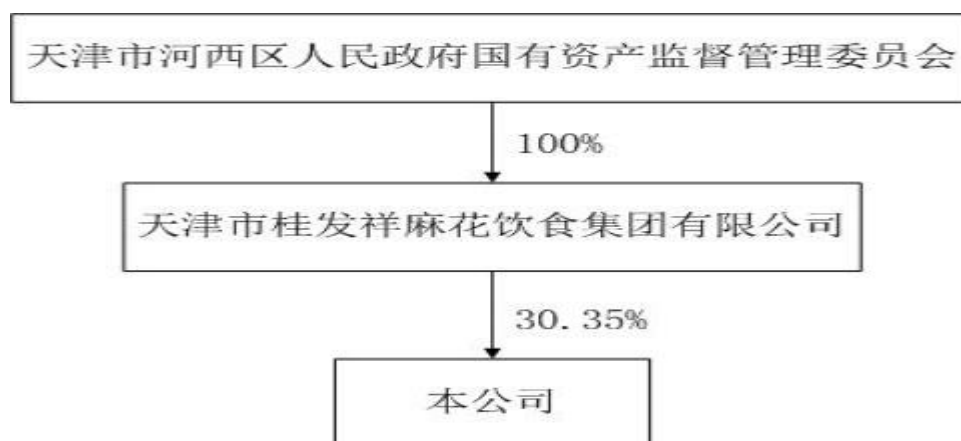 天津市河西区人民政府国有资产监督管理委员会
100%
天津市桂发祥麻花饮食集团有限公司
30.35%
本公司